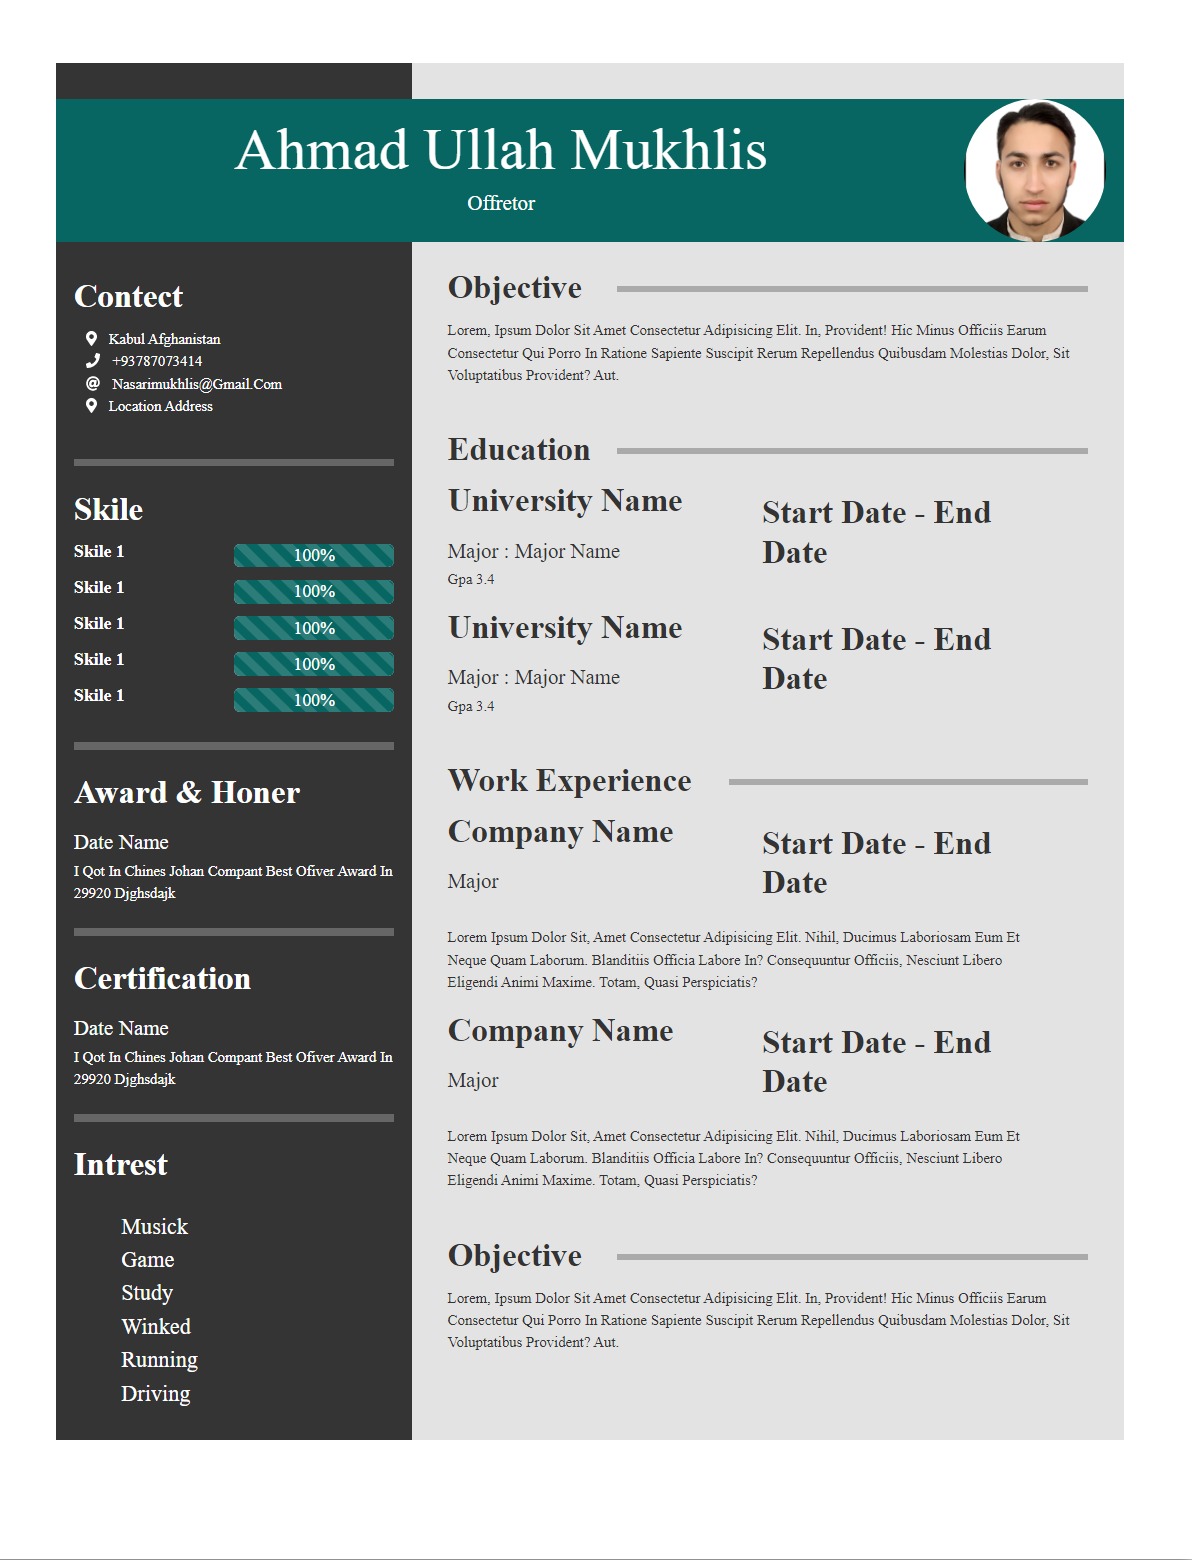 Ahmad Ullah Mukhlis
Offretor
Contect
Kabul Afghanistan
+93787073414
Nasarimukhlis@Gmail.Com
Location Address
Skile
Skile 1 100%
Skile 1 100%
Skile 1 100%
Skile 1 100%
Skile 1 100%
Award & Honer
Date Name
I Qot In Chines Johan Compant Best Ofiver Award In
29920 Djghsdajk
Certification
Date Name
I Qot In Chines Johan Compant Best Ofiver Award In
29920 Djghsdajk
Intrest
Musick
Game
Study
Winked
Running
Driving
Objective
Lorem, Ipsum Dolor Sit Amet Consectetur Adipisicing Elit. In, Provident! Hic Minus Officiis Earum
Consectetur Qui Porro In Ratione Sapiente Suscipit Rerum Repellendus Quibusdam Molestias Dolor, Sit
Voluptatibus Provident? Aut.
Education
University Name
Major : Major Name
Gpa 3.4
Start Date - End
Date
University Name
Major : Major Name
Gpa 3.4
Start Date - End
Date
Work Experience
Company Name
Major
Start Date - End
Date
Lorem Ipsum Dolor Sit, Amet Consectetur Adipisicing Elit. Nihil, Ducimus Laboriosam Eum Et
Neque Quam Laborum. Blanditiis Officia Labore In? Consequuntur Officiis, Nesciunt Libero
Eligendi Animi Maxime. Totam, Quasi Perspiciatis?
Company Name
Major
Start Date - End
Date
Lorem Ipsum Dolor Sit, Amet Consectetur Adipisicing Elit. Nihil, Ducimus Laboriosam Eum Et
Neque Quam Laborum. Blanditiis Officia Labore In? Consequuntur Officiis, Nesciunt Libero
Eligendi Animi Maxime. Totam, Quasi Perspiciatis?
Objective
Lorem, Ipsum Dolor Sit Amet Consectetur Adipisicing Elit. In, Provident! Hic Minus Officiis Earum
Consectetur Qui Porro In Ratione Sapiente Suscipit Rerum Repellendus Quibusdam Molestias Dolor, Sit
Voluptatibus Provident? Aut.